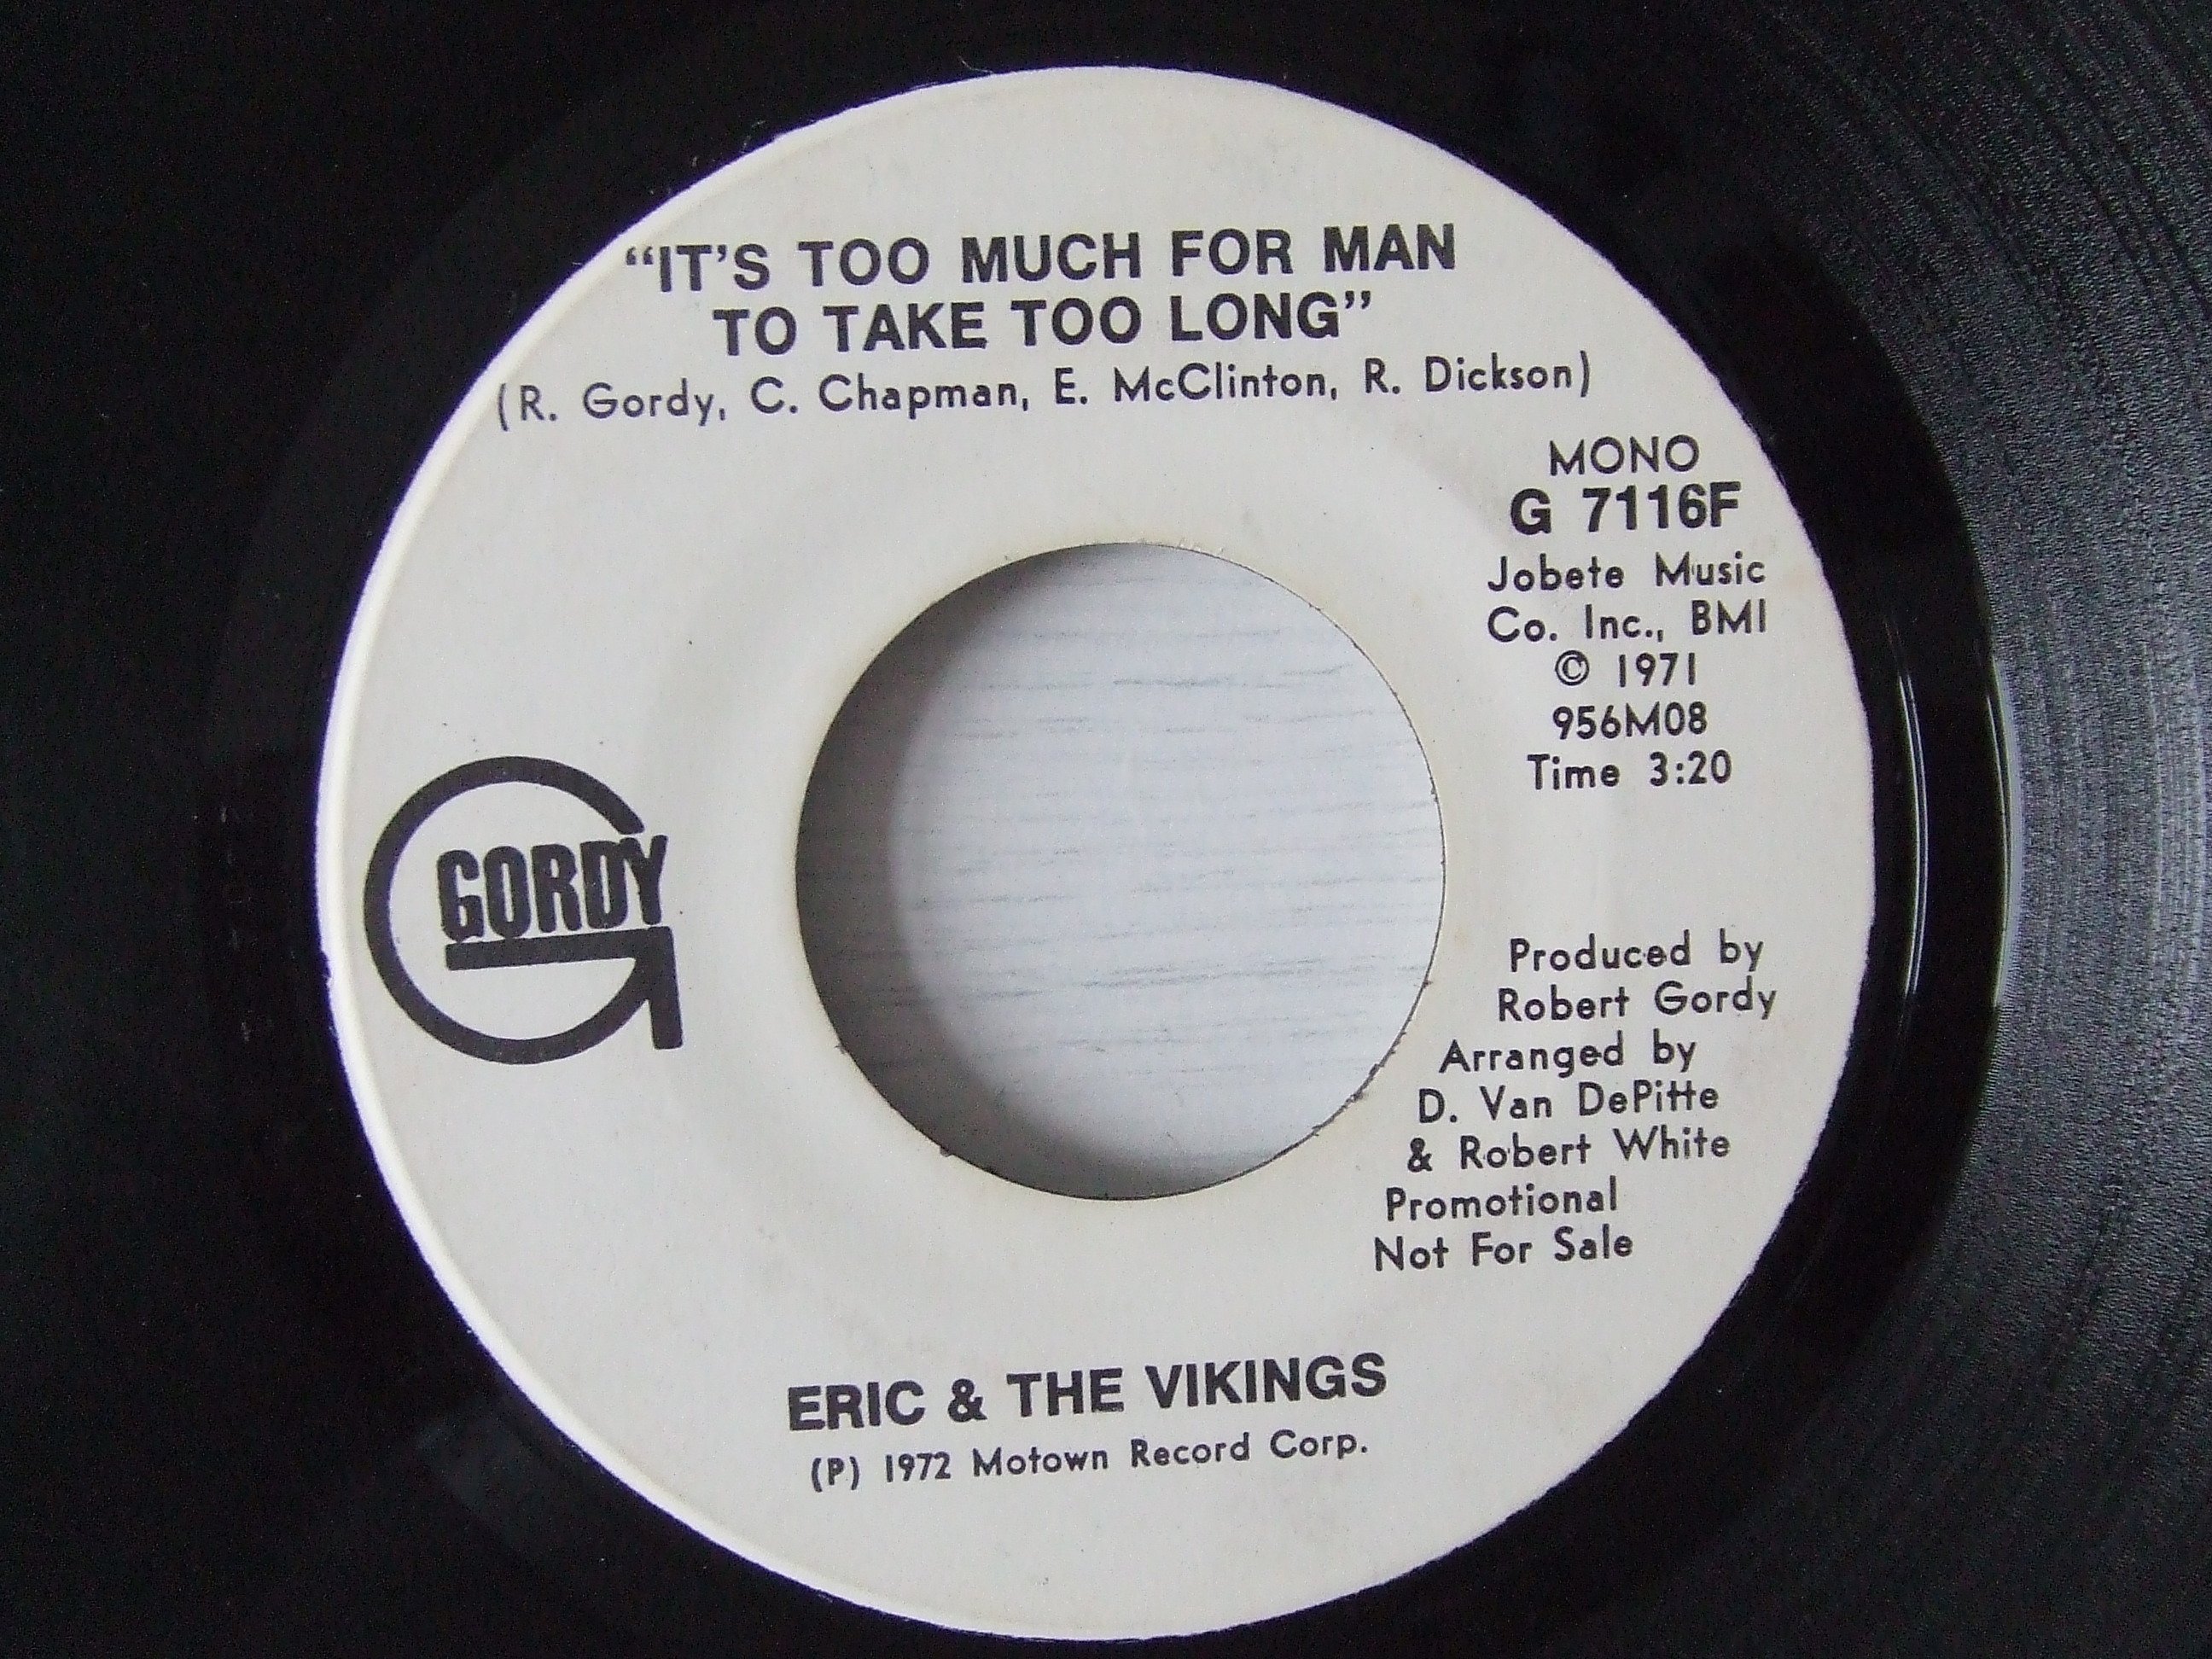 “IT’S TOO MUCH FOR MAN
TO TAKE TOO LONG”
(R. Gordy, C. Chapman, E. McClinton, R. Dickson)
MONO
G 7116F
Jobete Music
Co. Inc., BMI
© 1971
956M08
Time 3:20
GORDY
Produced by
Robert Gordy
Arranged by
D. Van DePitte
& Robert White
Promotional
Not For Sale
ERIC & THE VIKINGS
(P) 1972 Motown Record Corp.